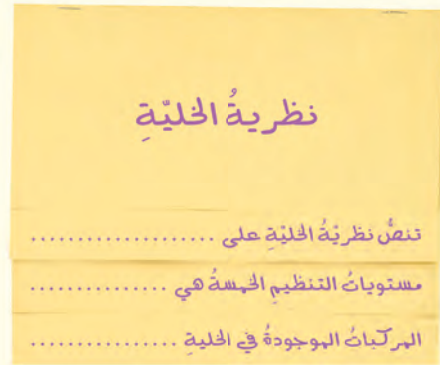 نظريةُ الخليّةِ
تنصُّ نظريّةُ الخليّةِ على ....................
مستوياتُ التنظيمِ الخمسةُ هي ...............
المركباتُ الموجودةُ في الخليةِ ................